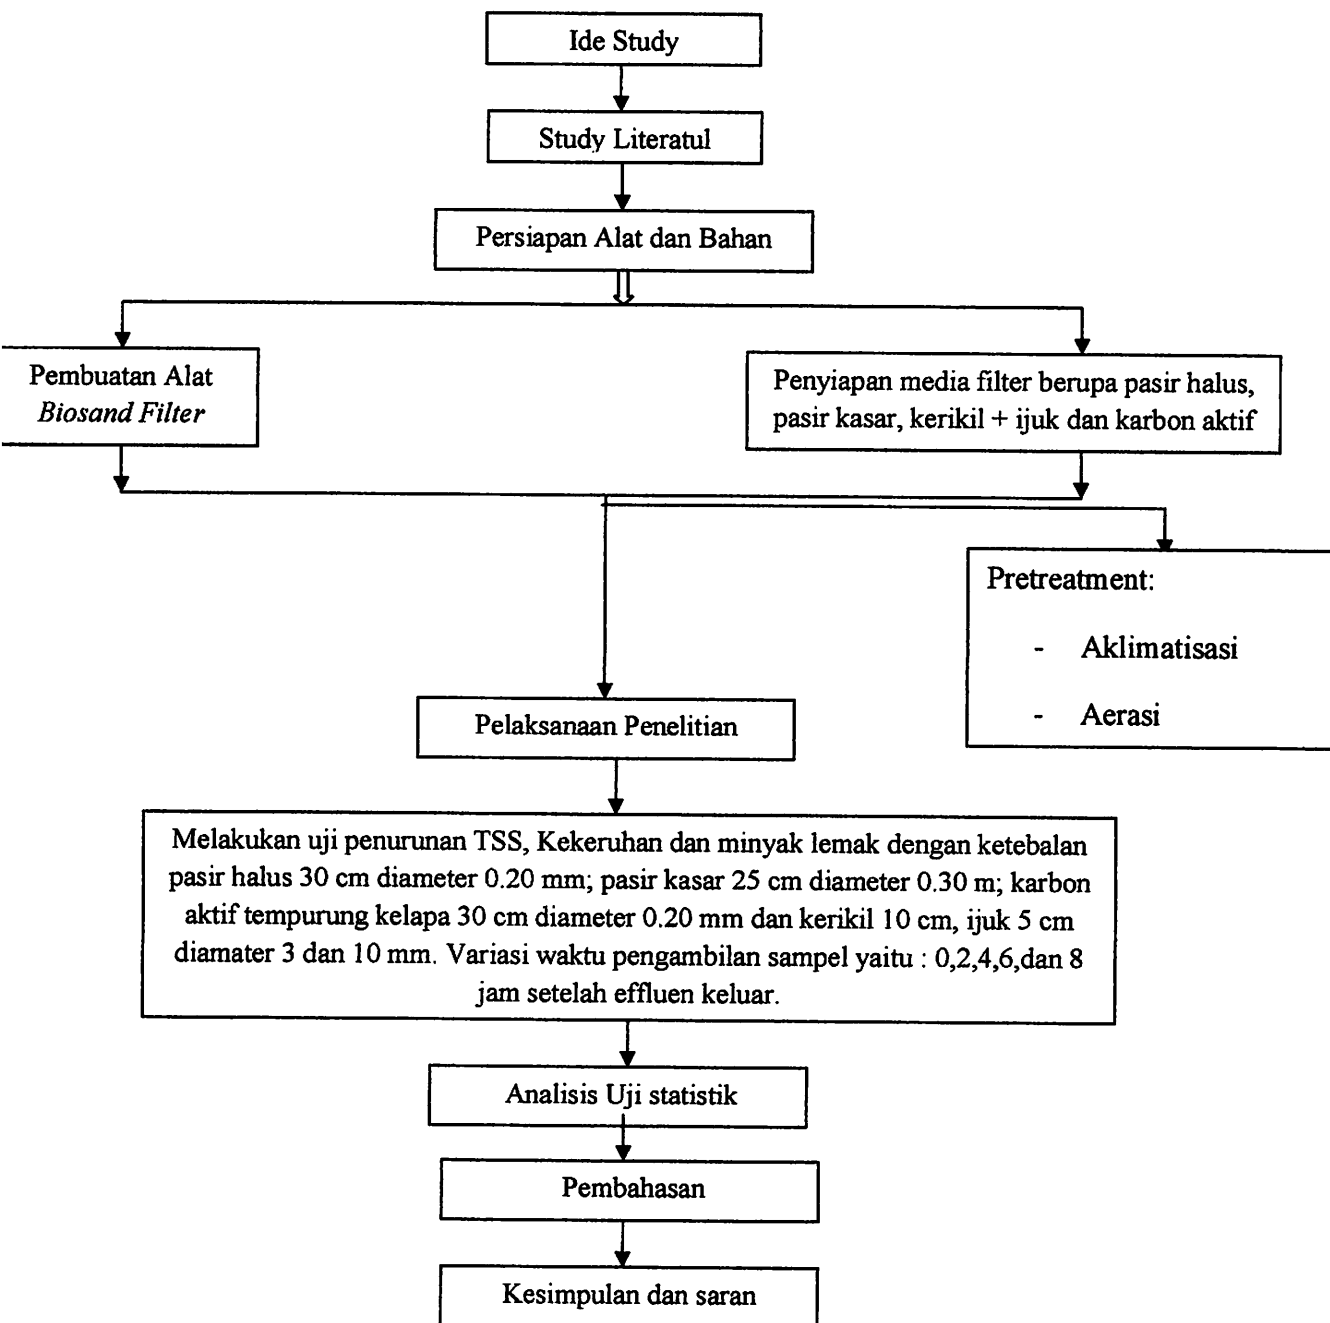 Ide Study
Study Literatul
Persiapan Alat dan Bahan
Pembuatan Alat
Biosand Filter
Penyiapan media filter berupa pasir halus,
pasir kasar, kerikil + ijuk dan karbon aktif
Pretreatment:
- Aklimatisasi
- Aerasi
Pelaksanaan Penelitian
Melakukan uji penurunan TSS, Kekeruhan dan minyak lemak dengan ketebalan
pasir halus 30 cm diameter 0.20 mm; pasir kasar 25 cm diameter 0.30 m; karbon
aktif tempurung kelapa 30 cm diameter 0.20 mm dan kerikil 10 cm, ijuk 5 cm
diamater 3 dan 10 mm. Variasi waktu pengambilan sampel yaitu : 0,2,4,6,dan 8
jam setelah effluen keluar.
Analisis Uji statistik
Pembahasan
Kesimpulan dan saran